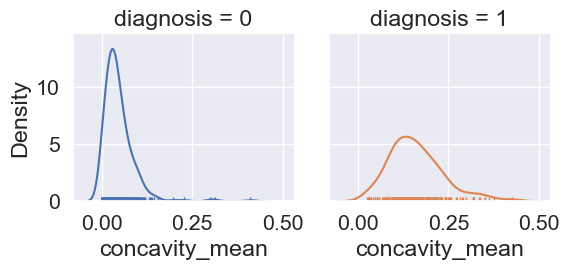 diagnosis = 0
diagnosis = 1
Density
10
5
0
0.00 0.25 0.50
0.00 0.25 0.50
concavity_mean
concavity_mean